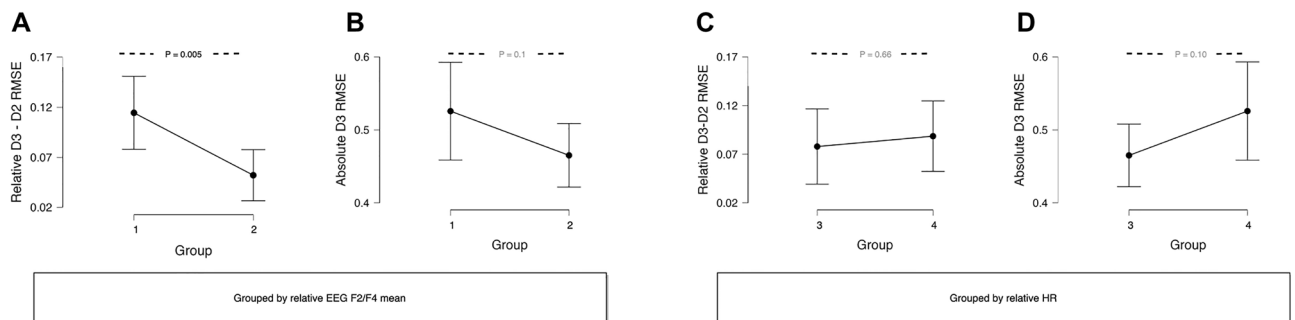 A
Relative D3 - D2 RMSE
0.17
0.12
0.07
0.02
P = 0.005
1
2
Group
B
Absolute D3 RMSE
0.6
0.5
0.4
P = 0.1
1
2
Group
Grouped by relative EEG F2/F4 mean
C
Relative D3-D2 RMSE
0.17
0.12
0.07
0.02
P = 0.66
3
4
Group
D
Absolute D3 RMSE
0.6
0.5
0.4
P = 0.10
3
4
Group
Grouped by relative HR